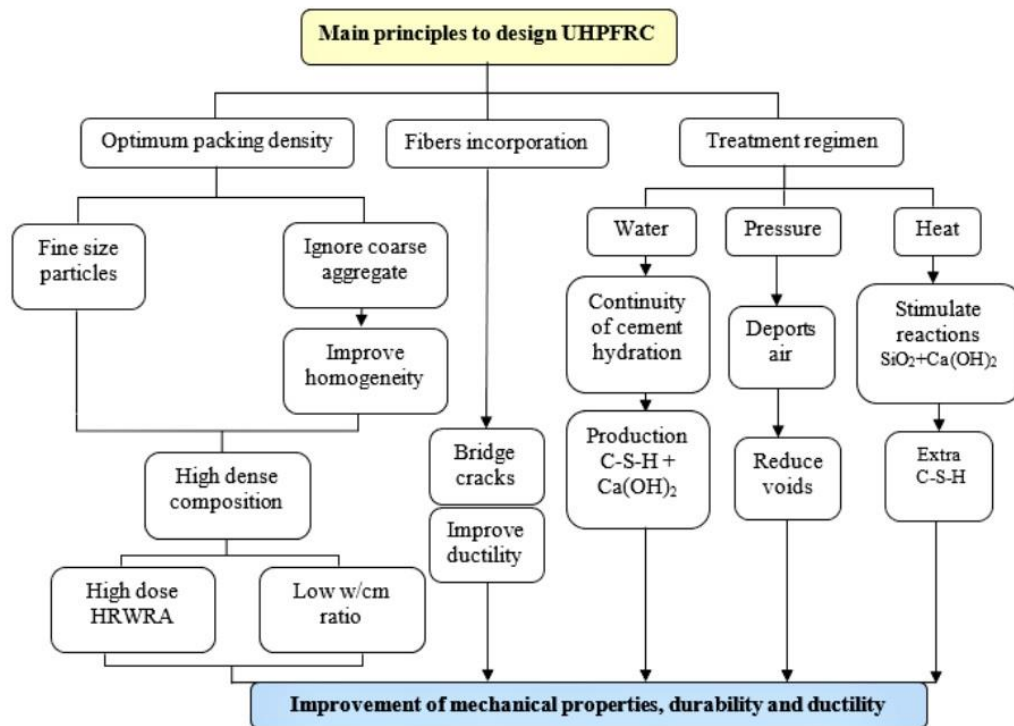 Main principles to design UHPFRC
Optimum packing density
Fibers incorporation
Treatment regimen
Fine size
particles
Ignore coarse
aggregate
Improve
homogeneity
High dense
composition
High dose
HRWRA
Low w/cm
ratio
Bridge
cracks
Improve
ductility
Water
Continuity
of cement
hydration
Production
C-S-H +
Ca(OH)₂
Pressure
Deports
air
Reduce
voids
Heat
Stimulate
reactions
SiO₂+Ca(OH)₂
Extra
C-S-H
Improvement of mechanical properties, durability and ductility